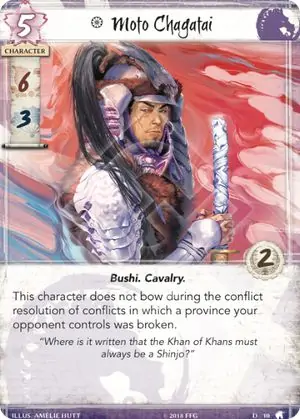 5
Moto Chagatai
CHARACTER
6
3
2
Bushi. Cavalry.
This character does not bow during the conflict
resolution of conflicts in which a province your
opponent controls was broken.
“Where is it written that the Khan of Khans must
always be a Shinjo?”
ILLUS. AMÉLIE HUTT
© 2018 FFG
D
10